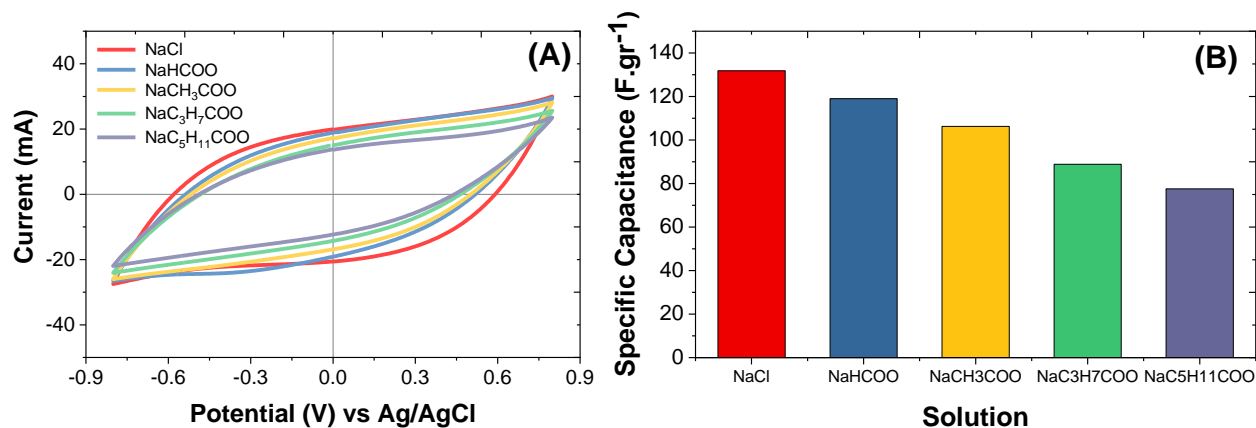 (A)
NaCl
NaHCOO
NaCH₃COO
NaC₃H₇COO
NaC₅H₁₁COO
40
20
0
-20
-40
Current (mA)
-0.9 -0.6 -0.3 0.0 0.3 0.6 0.9
Potential (V) vs Ag/AgCl
(B)
Specific Capacitance (F.gr⁻¹)
140
120
100
80
60
40
20
0
NaCl NaHCOO NaCH3COO NaC3H7COO NaC5H11COO
Solution